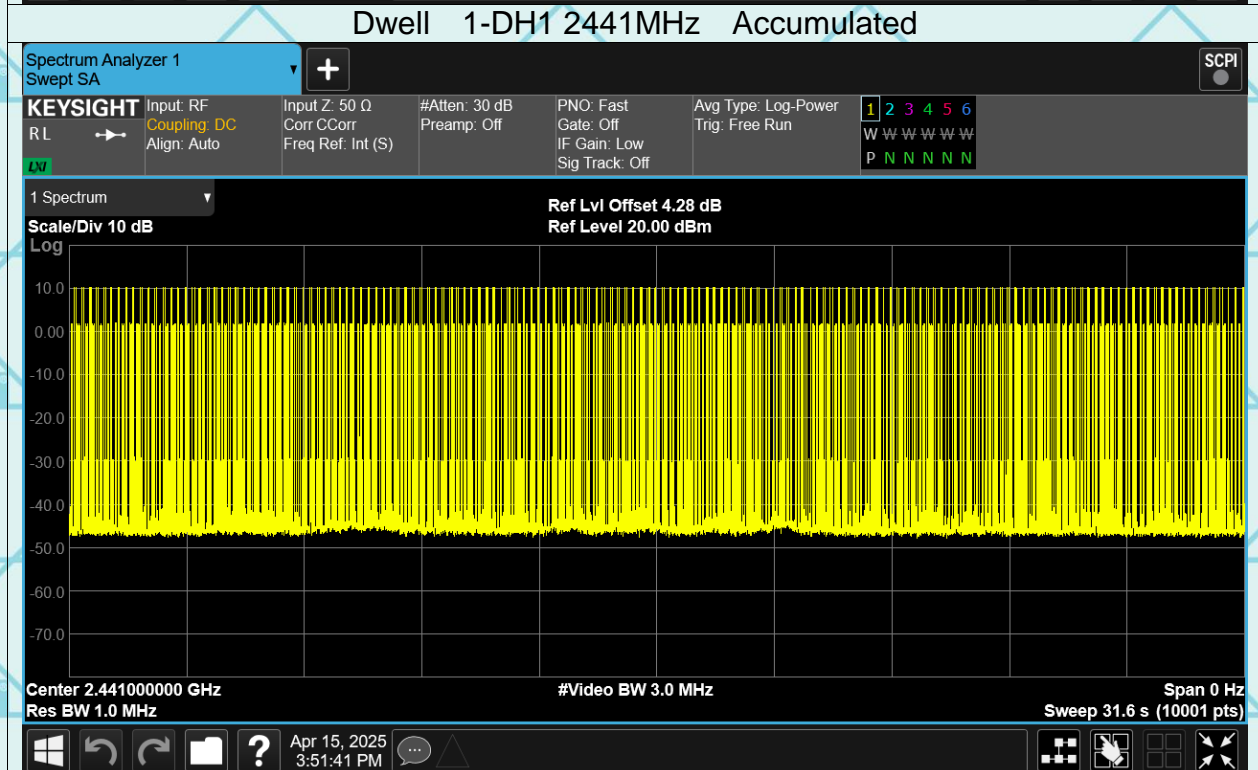 Dwell 1-DH1 2441MHz Accumulated
Spectrum Analyzer 1
Swept SA
+
SCPI
KEYSIGHT Input: RF Input Z: 50 Ω #Atten: 30 dB PNO: Fast Avg Type: Log-Power 1 2 3 4 5 6
R L Coupling: DC Corr CCorr Preamp: Off Gate: Off Trig: Free Run W W W W W W
Align: Auto Freq Ref: Int (S) IF Gain: Low P N N N N N
LXI Sig Track: Off
1 Spectrum
Ref Lvl Offset 4.28 dB
Scale/Div 10 dB Ref Level 20.00 dBm
Log
10.0
0.00
-10.0
-20.0
-30.0
-40.0
-50.0
-60.0
-70.0
Center 2.441000000 GHz #Video BW 3.0 MHz Span 0 Hz
Res BW 1.0 MHz Sweep 31.6 s (10001 pts)
? Apr 15, 2025
3:51:41 PM